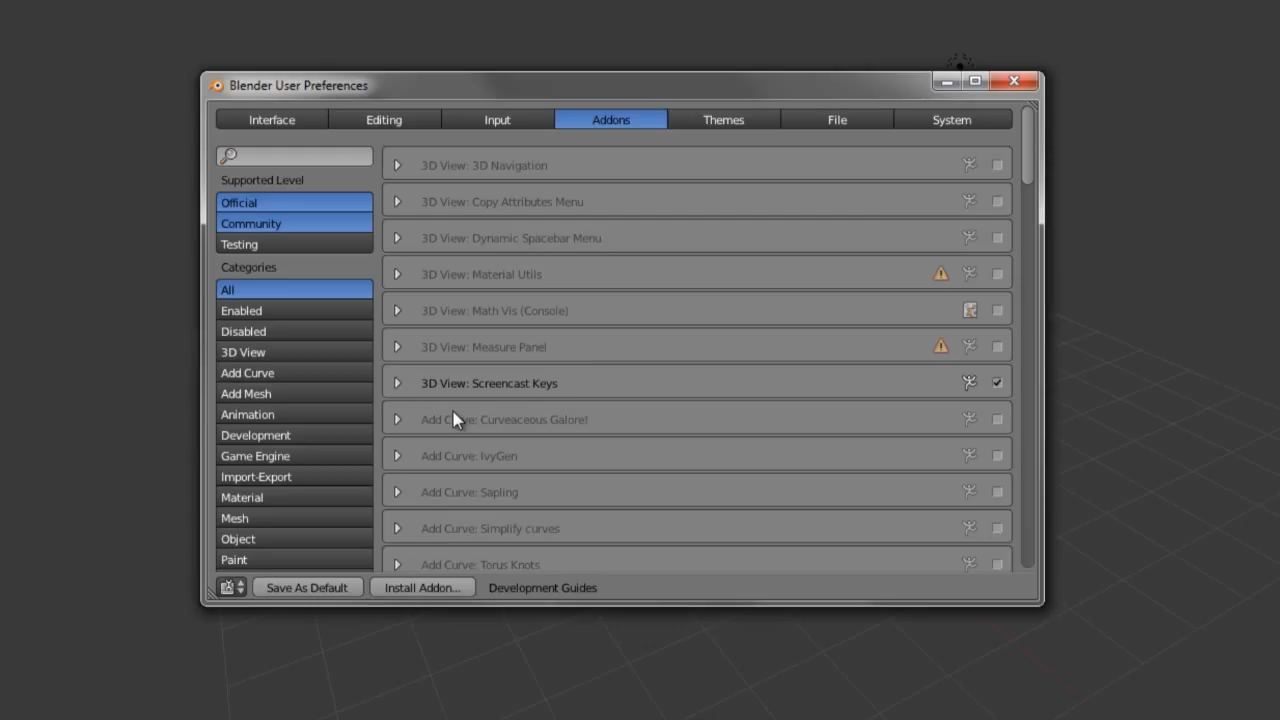 Blender User Preferences
Interface Editing Input Addons Themes File System
Supported Level
Official
Community
Testing
Categories
All
Enabled
Disabled
3D View
Add Curve
Add Mesh
Animation
Development
Game Engine
Import-Export
Material
Mesh
Object
Paint
3D View: 3D Navigation
3D View: Copy Attributes Menu
3D View: Dynamic Spacebar Menu
3D View: Material Utils
3D View: Math Vis (Console)
3D View: Measure Panel
3D View: Screencast Keys
Add Curve: Curveaceous Galore!
Add Curve: IvyGen
Add Curve: Sapling
Add Curve: Simplify curves
Add Curve: Torus Knots
Save As Default Install Addon... Development Guides